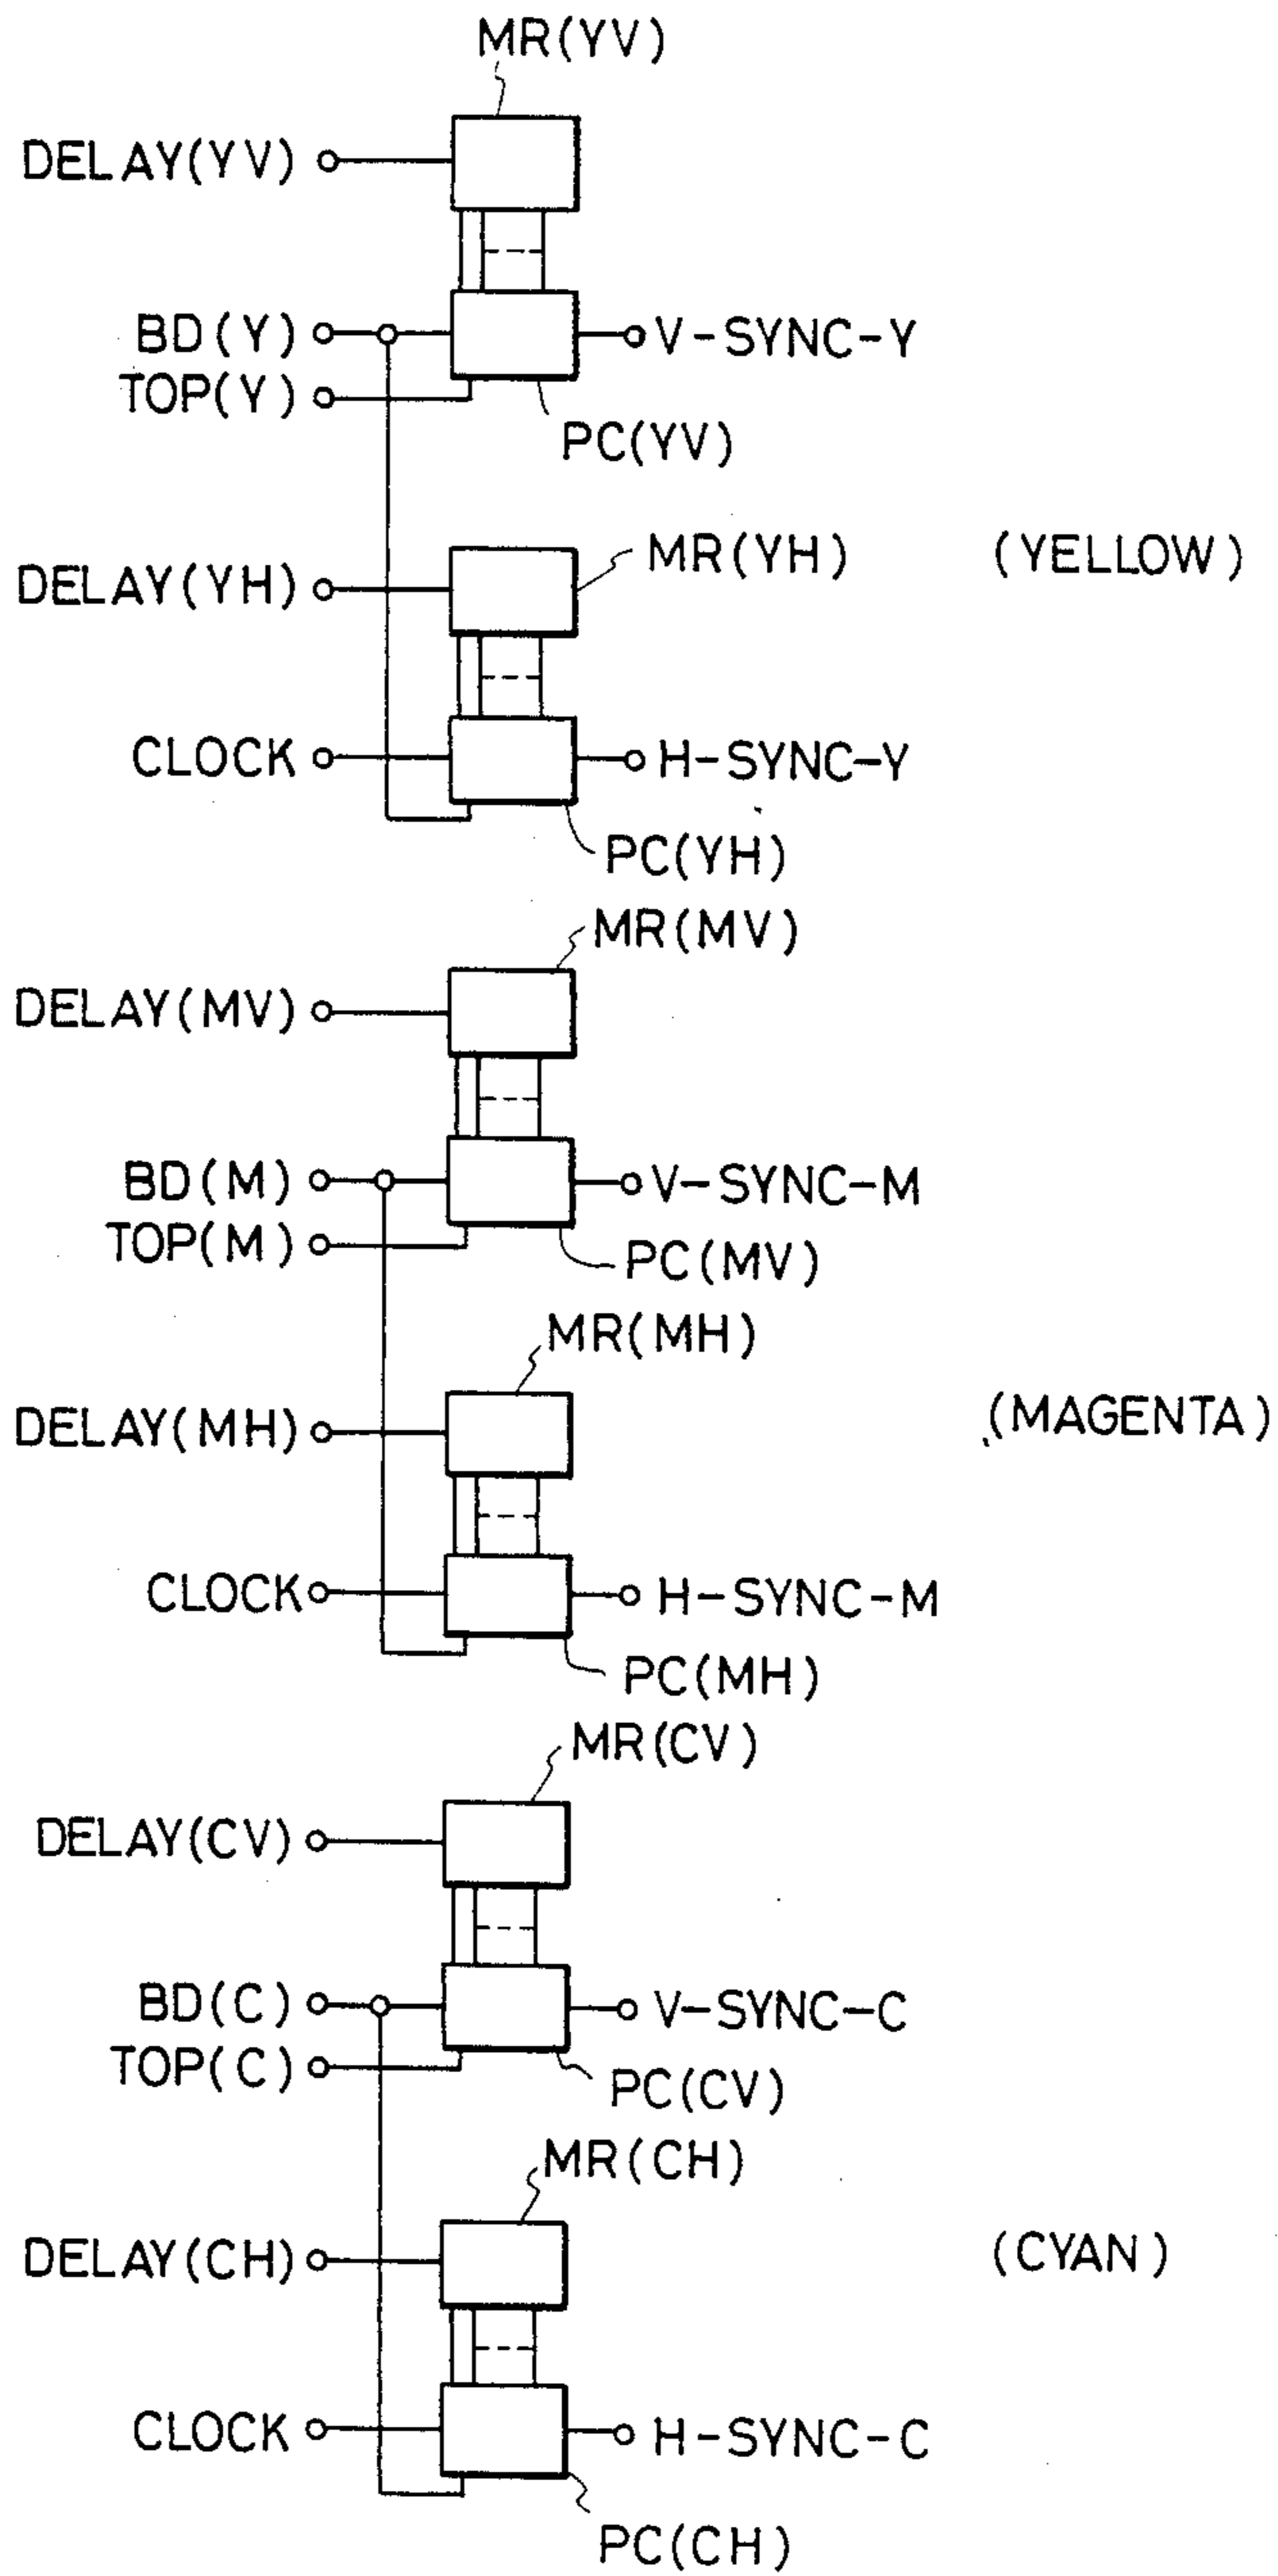 MR(YV)
DELAY(YV)
BD(Y)
V-SYNC-Y
TOP(Y)
PC(YV)
DELAY(YH)
MR(YH)
(YELLOW)
CLOCK
H-SYNC-Y
PC(YH)
MR(MV)
DELAY(MV)
BD(M)
V-SYNC-M
TOP(M)
PC(MV)
MR(MH)
DELAY(MH)
(MAGENTA)
CLOCK
H-SYNC-M
PC(MH)
MR(CV)
DELAY(CV)
BD(C)
V-SYNC-C
TOP(C)
PC(CV)
MR(CH)
DELAY(CH)
(CYAN)
CLOCK
H-SYNC-C
PC(CH)